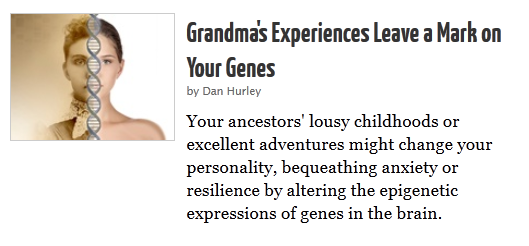 Grandma's Experiences Leave a Mark on
Your Genes
by Dan Hurley
Your ancestors' lousy childhoods or
excellent adventures might change your
personality, bequeathing anxiety or
resilience by altering the epigenetic
expressions of genes in the brain.